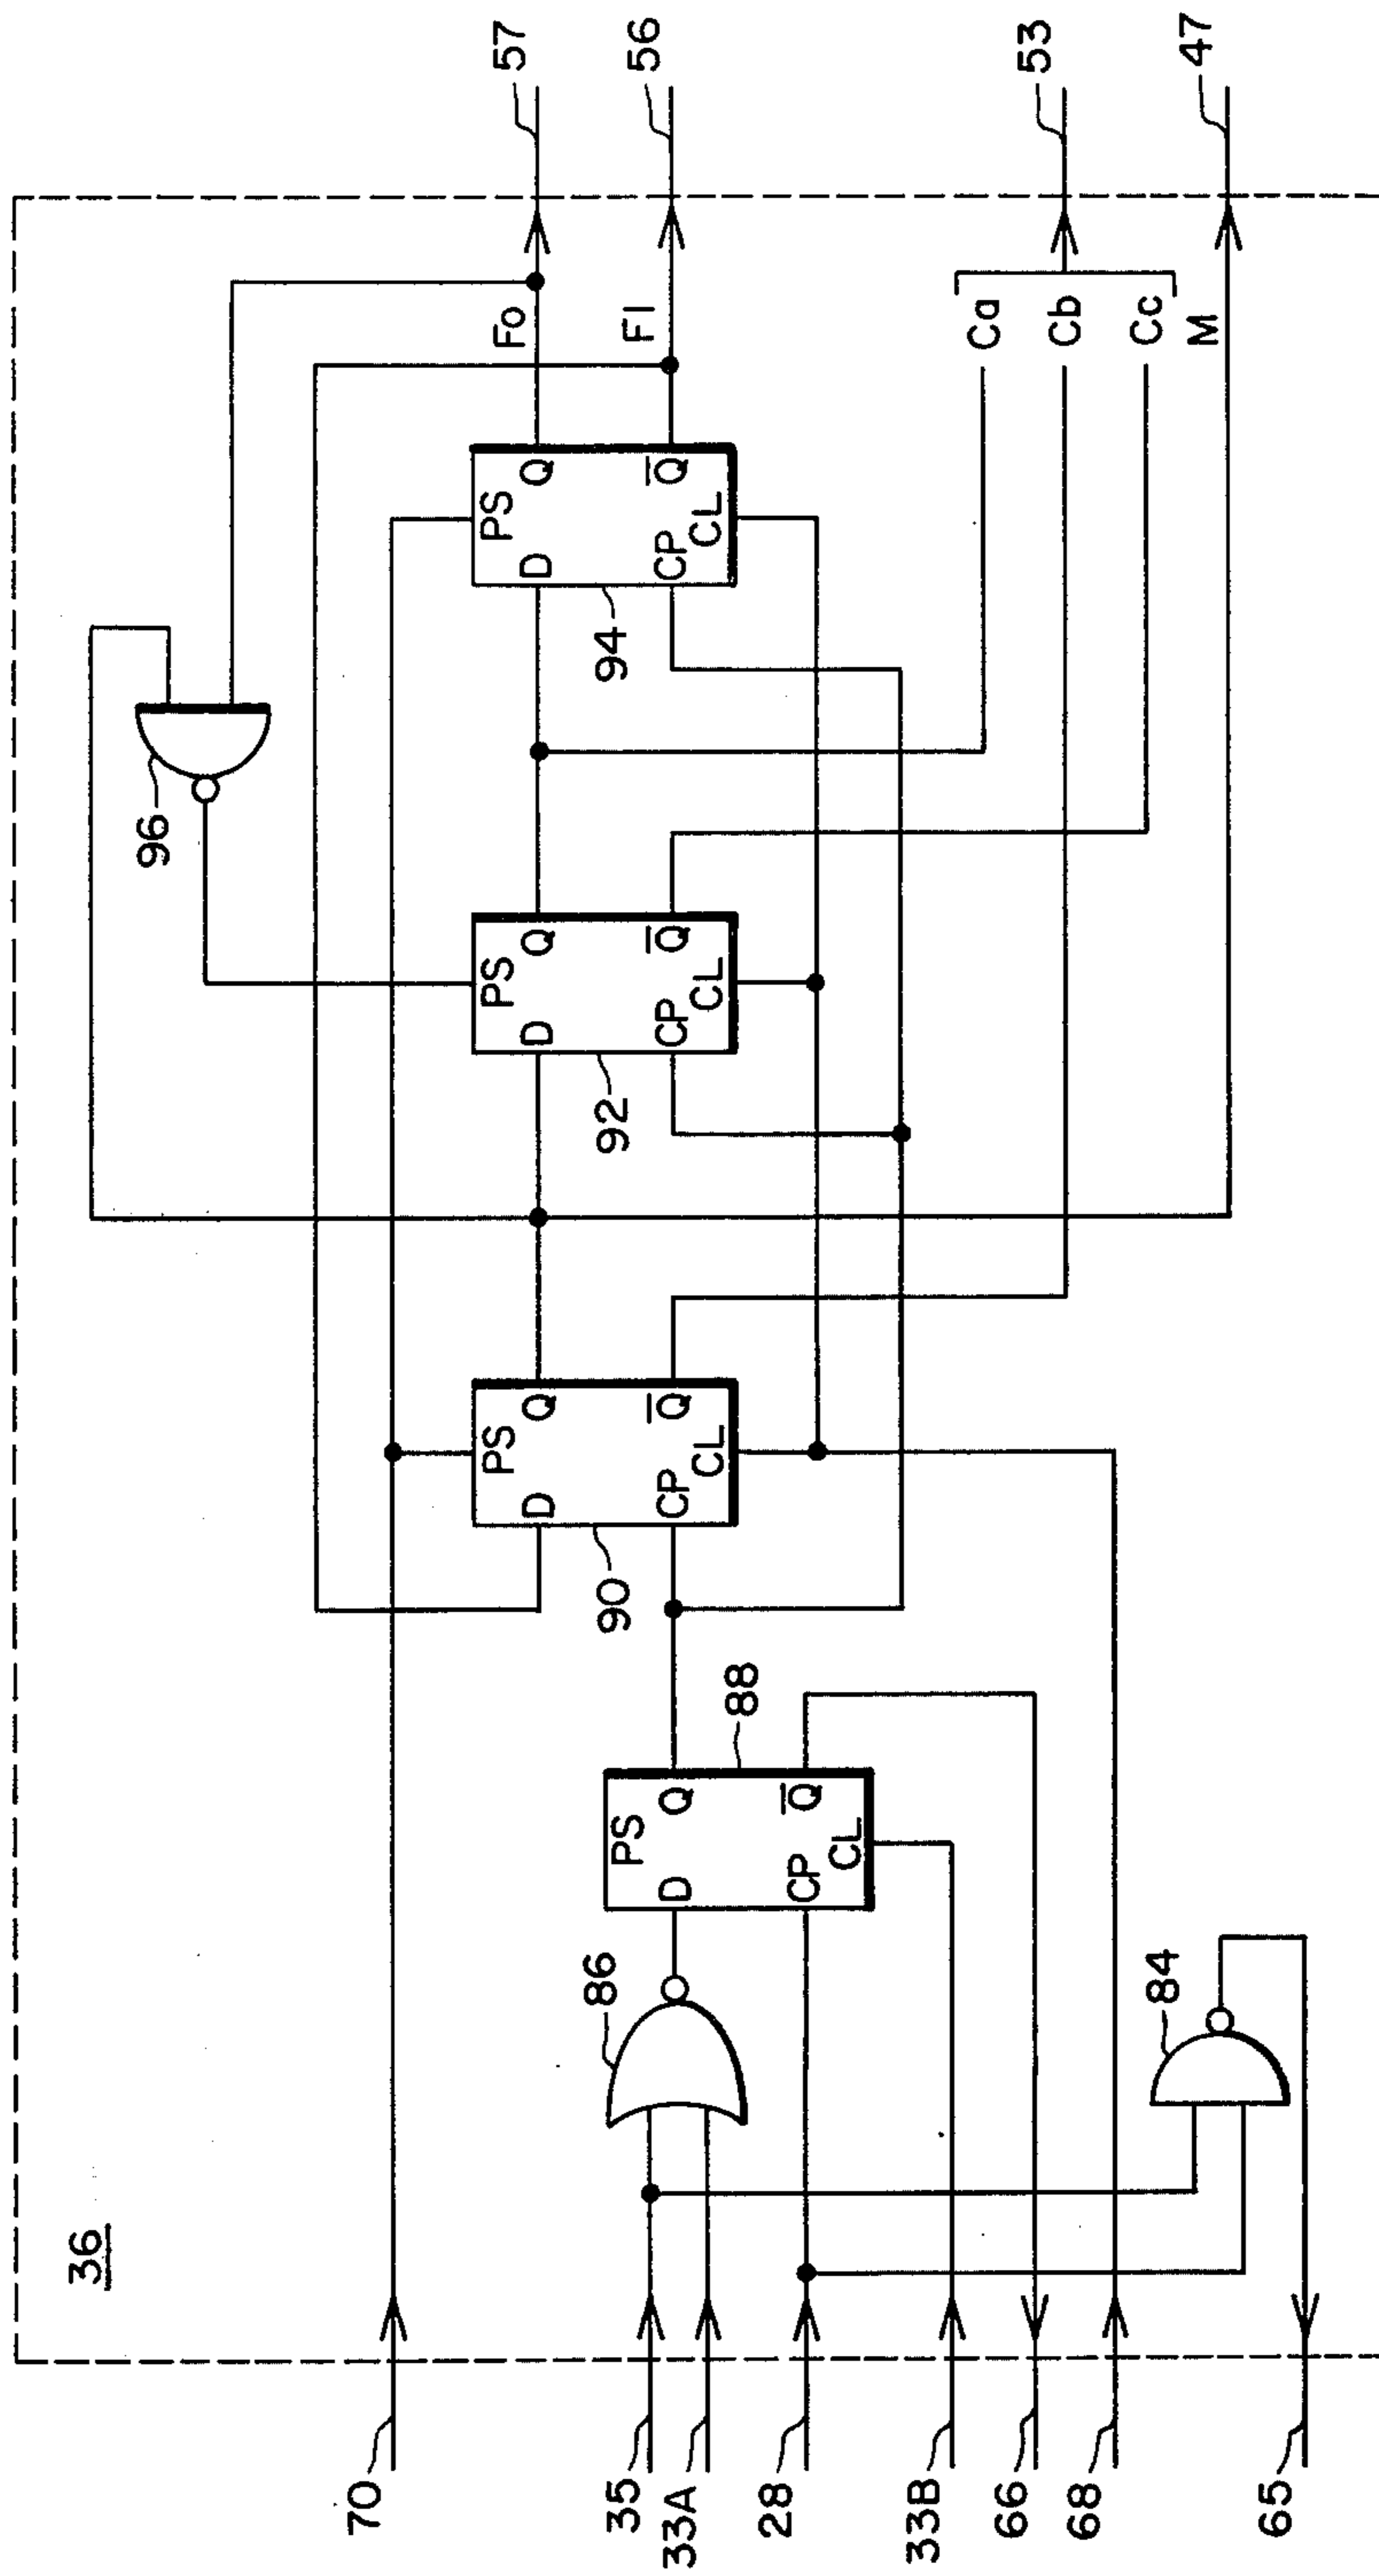 36
70
35
33A
28
33B
66
68
65
86
84
PS
D
Q
CP
Q̅
CL
88
PS
D
Q
CP
Q̅
CL
90
PS
D
Q
CP
Q̅
CL
92
PS
D
Q
CP
Q̅
CL
94
96
Fo
F1
Ca
Cb
Cc
M
57
56
53
47